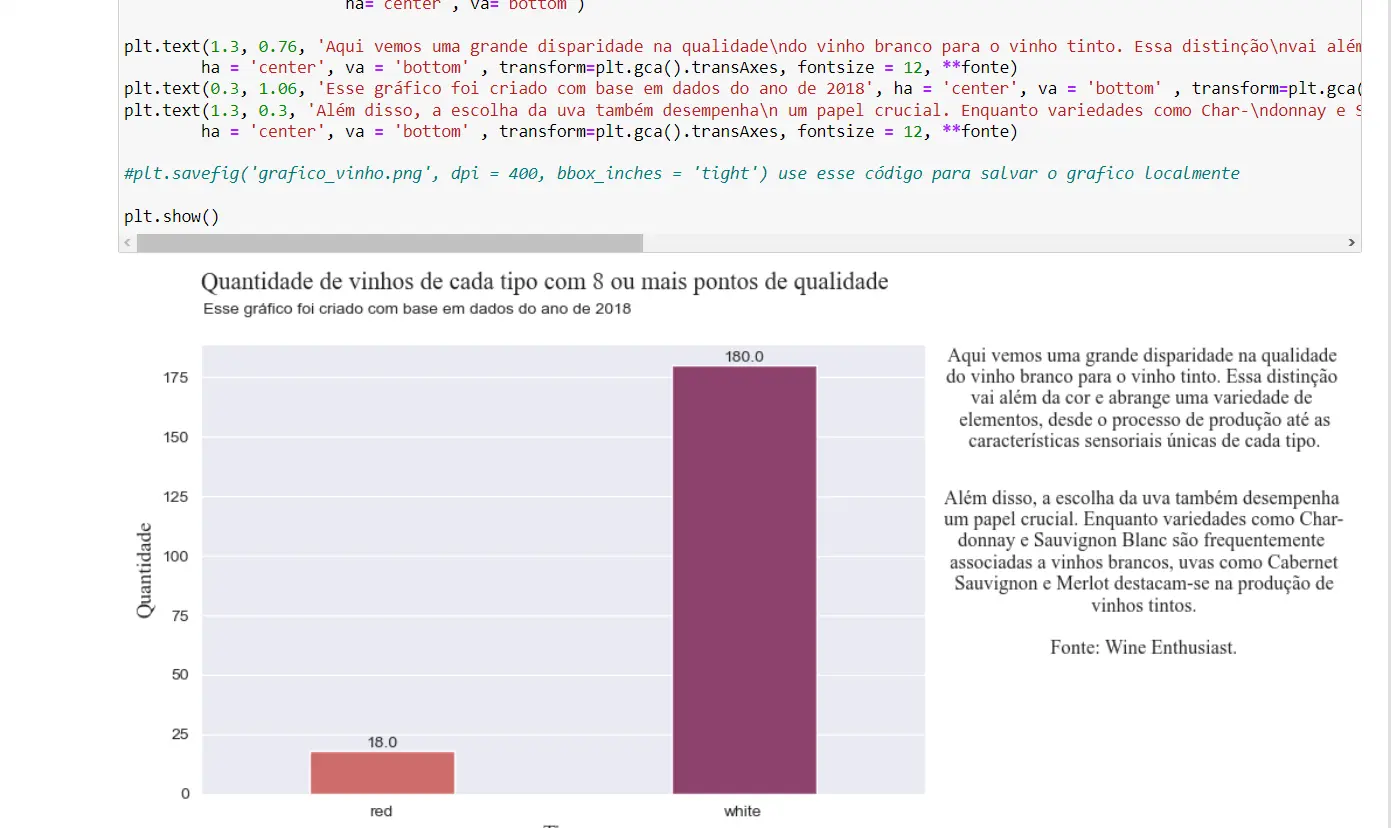 ha= 'center', va= 'bottom')
plt.text(1.3, 0.76, 'Aqui vemos uma grande disparidade na qualidade\ndo vinho branco para o vinho tinto. Essa distinção\nvai além
ha = 'center', va = 'bottom' , transform=plt.gca().transAxes, fontsize = 12, **fonte)
plt.text(0.3, 1.06, 'Esse gráfico foi criado com base em dados do ano de 2018', ha = 'center', va = 'bottom' , transform=plt.gca(
plt.text(1.3, 0.3, 'Além disso, a escolha da uva também desempenha\n um papel crucial. Enquanto variedades como Char-\ndonnay e S
ha = 'center', va = 'bottom' , transform=plt.gca().transAxes, fontsize = 12, **fonte)
#plt.savefig('grafico_vinho.png', dpi = 400, bbox_inches = 'tight') use esse código para salvar o grafico localmente
plt.show()
Quantidade de vinhos de cada tipo com 8 ou mais pontos de qualidade
Esse gráfico foi criado com base em dados do ano de 2018
Quantidade
175
150
125
100
75
50
25
0
18.0
180.0
red
white
Aqui vemos uma grande disparidade na qualidade
do vinho branco para o vinho tinto. Essa distinção
vai além da cor e abrange uma variedade de
elementos, desde o processo de produção até as
características sensoriais únicas de cada tipo.
Além disso, a escolha da uva também desempenha
um papel crucial. Enquanto variedades como Char-
donnay e Sauvignon Blanc são frequentemente
associadas a vinhos brancos, uvas como Cabernet
Sauvignon e Merlot destacam-se na produção de
vinhos tintos.
Fonte: Wine Enthusiast.